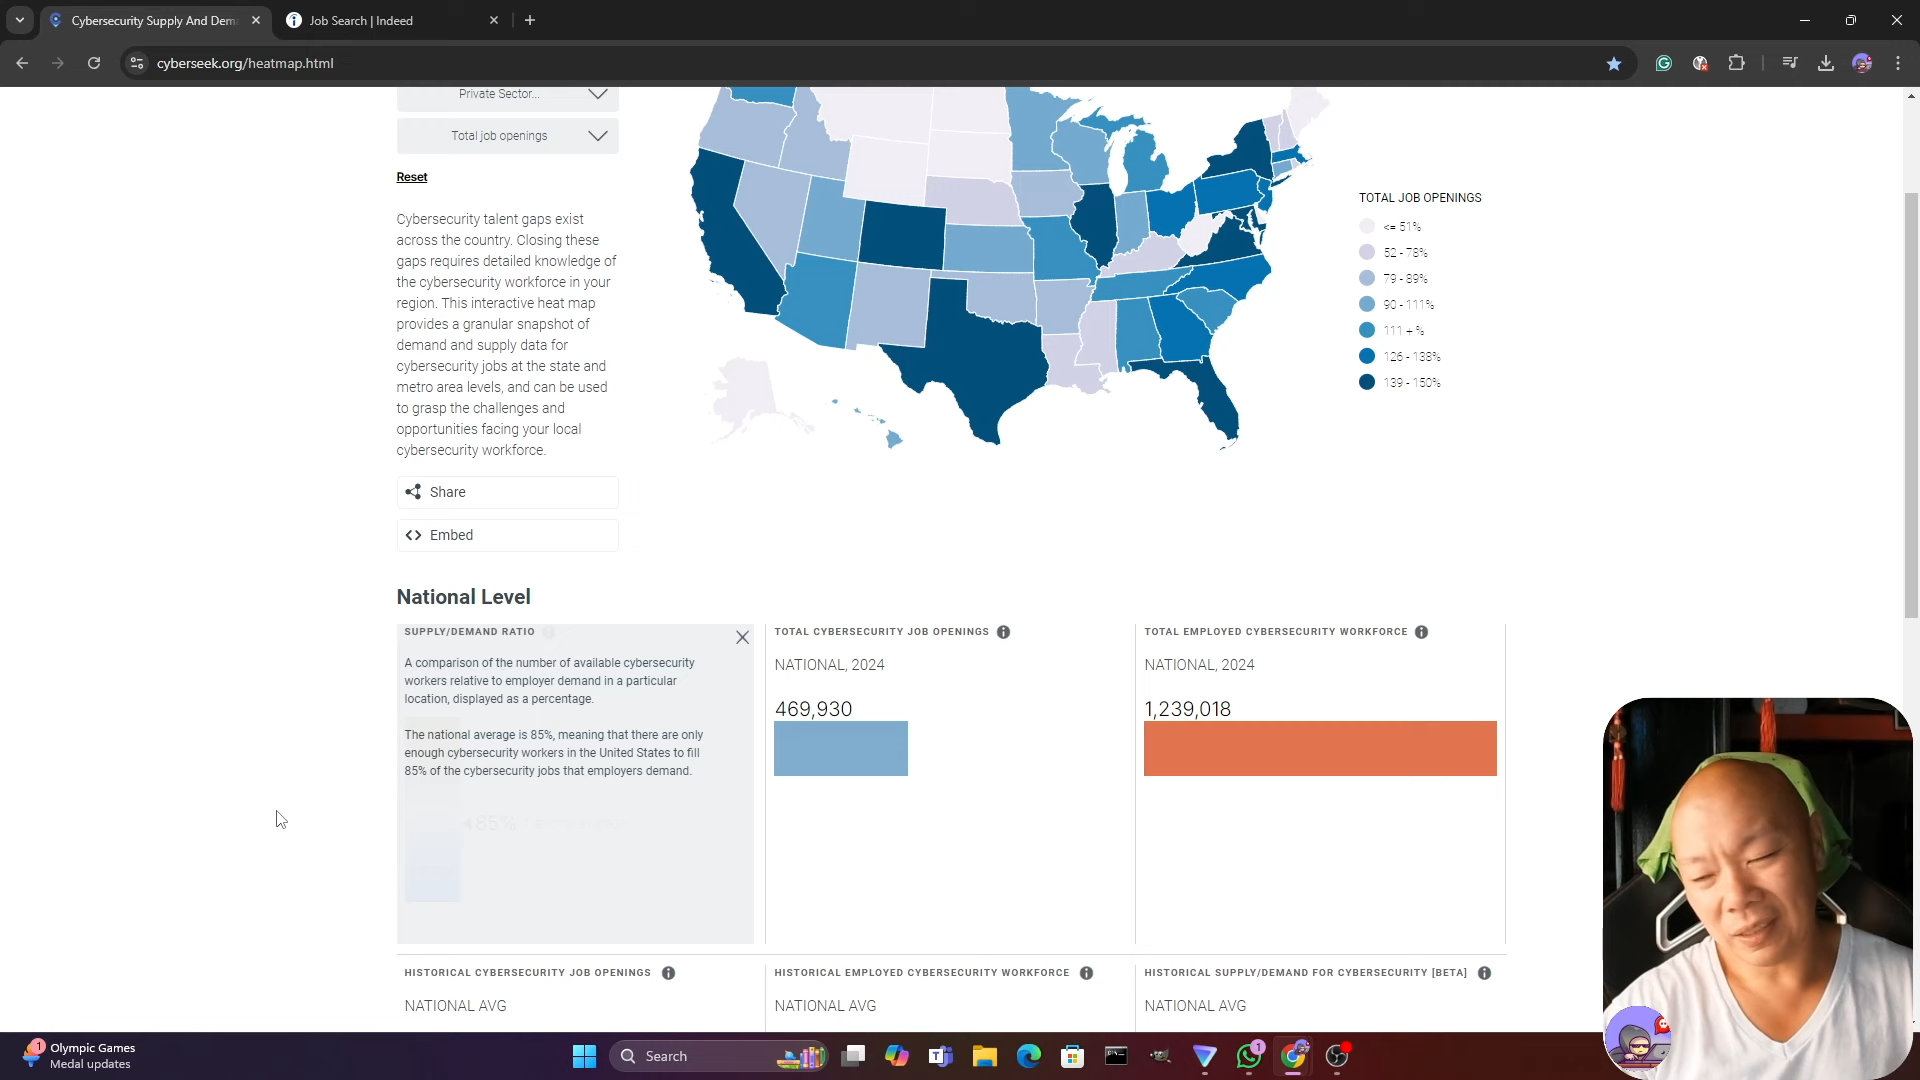 Cybersecurity Supply And Dem
Job Search | Indeed
cyberseek.org/heatmap.html
Private Sector...
Total job openings
Reset
Cybersecurity talent gaps exist
across the country. Closing these
gaps requires detailed knowledge of
the cybersecurity workforce in your
region. This interactive heat map
provides a granular snapshot of
demand and supply data for
cybersecurity jobs at the state and
metro area levels, and can be used
to grasp the challenges and
opportunities facing your local
cybersecurity workforce.
Share
Embed
TOTAL JOB OPENINGS
<= 51%
52 - 78%
79 - 89%
90 - 111%
111 + %
126 - 138%
139 - 150%
National Level
SUPPLY/DEMAND RATIO
A comparison of the number of available cybersecurity
workers relative to employer demand in a particular
location, displayed as a percentage.
The national average is 85%, meaning that there are only
enough cybersecurity workers in the United States to fill
85% of the cybersecurity jobs that employers demand.
85%
TOTAL CYBERSECURITY JOB OPENINGS
NATIONAL, 2024
469,930
TOTAL EMPLOYED CYBERSECURITY WORKFORCE
NATIONAL, 2024
1,239,018
HISTORICAL CYBERSECURITY JOB OPENINGS
NATIONAL AVG
HISTORICAL EMPLOYED CYBERSECURITY WORKFORCE
NATIONAL AVG
HISTORICAL SUPPLY/DEMAND FOR CYBERSECURITY [BETA]
NATIONAL AVG
1
Olympic Games
Medal updates
Search
1